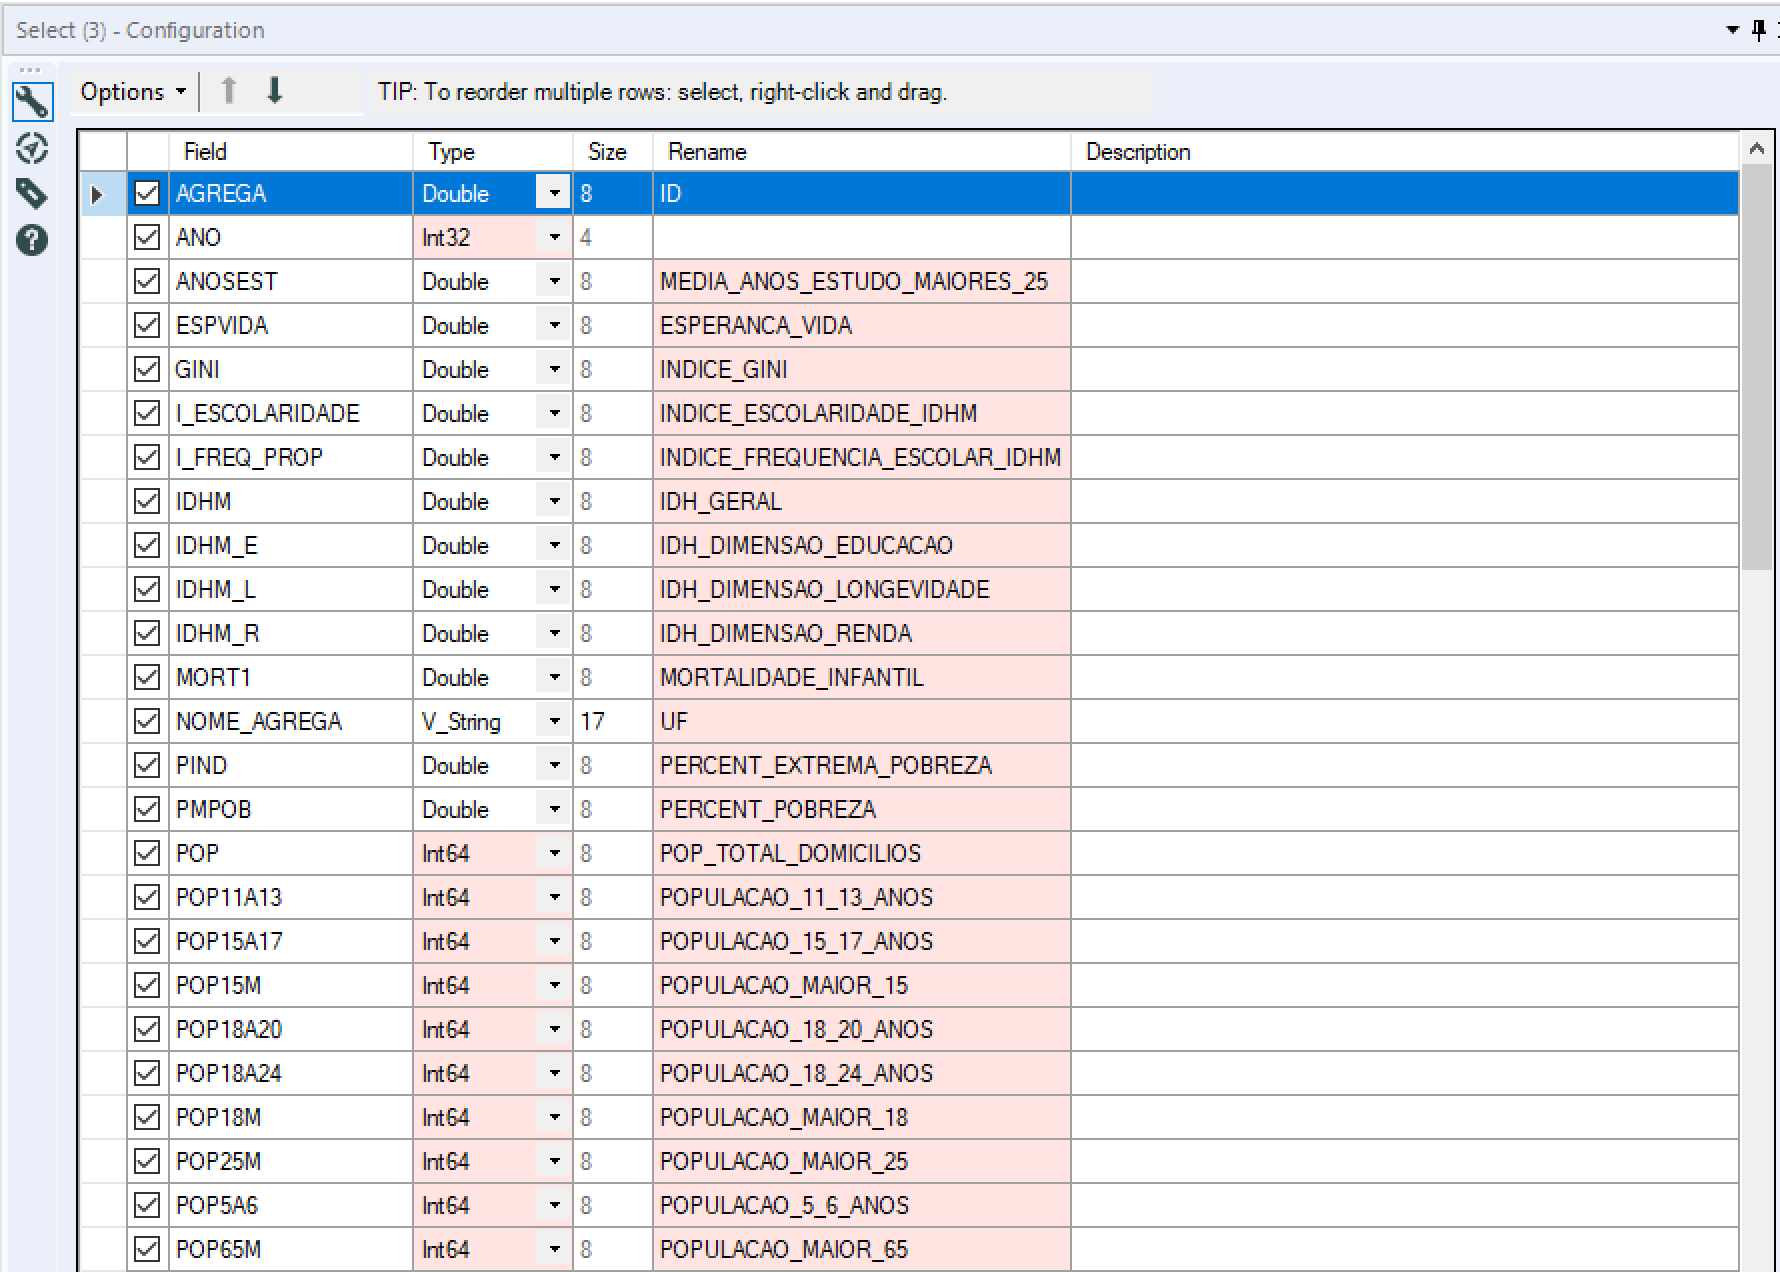 Select (3) - Configuration
Options TIP: To reorder multiple rows: select, right-click and drag.
Field Type Size Rename Description
AGREGA Double 8 ID
ANO Int32 4
ANOSEST Double 8 MEDIA_ANOS_ESTUDO_MAIORES_25
ESPVIDA Double 8 ESPERANCA_VIDA
GINI Double 8 INDICE_GINI
I_ESCOLARIDADE Double 8 INDICE_ESCOLARIDADE_IDHM
I_FREQ_PROP Double 8 INDICE_FREQUENCIA_ESCOLAR_IDHM
IDHM Double 8 IDH_GERAL
IDHM_E Double 8 IDH_DIMENSAO_EDUCACAO
IDHM_L Double 8 IDH_DIMENSAO_LONGEVIDADE
IDHM_R Double 8 IDH_DIMENSAO_RENDA
MORT1 Double 8 MORTALIDADE_INFANTIL
NOME_AGREGA V_String 17 UF
PIND Double 8 PERCENT_EXTREMA_POBREZA
PMPOB Double 8 PERCENT_POBREZA
POP Int64 8 POP_TOTAL_DOMICILIOS
POP11A13 Int64 8 POPULACAO_11_13_ANOS
POP15A17 Int64 8 POPULACAO_15_17_ANOS
POP15M Int64 8 POPULACAO_MAIOR_15
POP18A20 Int64 8 POPULACAO_18_20_ANOS
POP18A24 Int64 8 POPULACAO_18_24_ANOS
POP18M Int64 8 POPULACAO_MAIOR_18
POP25M Int64 8 POPULACAO_MAIOR_25
POP5A6 Int64 8 POPULACAO_5_6_ANOS
POP65M Int64 8 POPULACAO_MAIOR_65